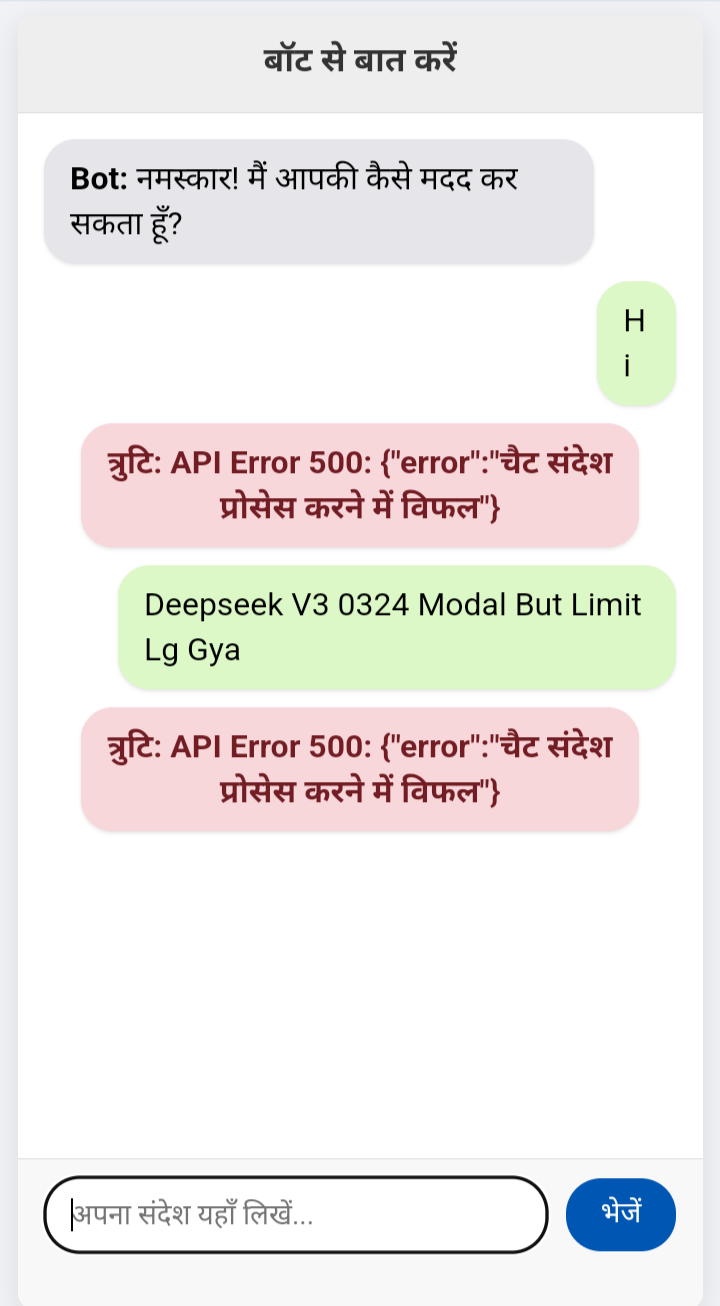 बॉट से बात करें
Bot: नमस्कार! मैं आपकी कैसे मदद कर
सकता हूँ?
H
i
त्रुटि: API Error 500: {"error":"चैट संदेश
प्रोसेस करने में विफल"}
Deepseek V3 0324 Modal But Limit
Lg Gya
त्रुटि: API Error 500: {"error":"चैट संदेश
प्रोसेस करने में विफल"}
अपना संदेश यहाँ लिखें...
भेजें